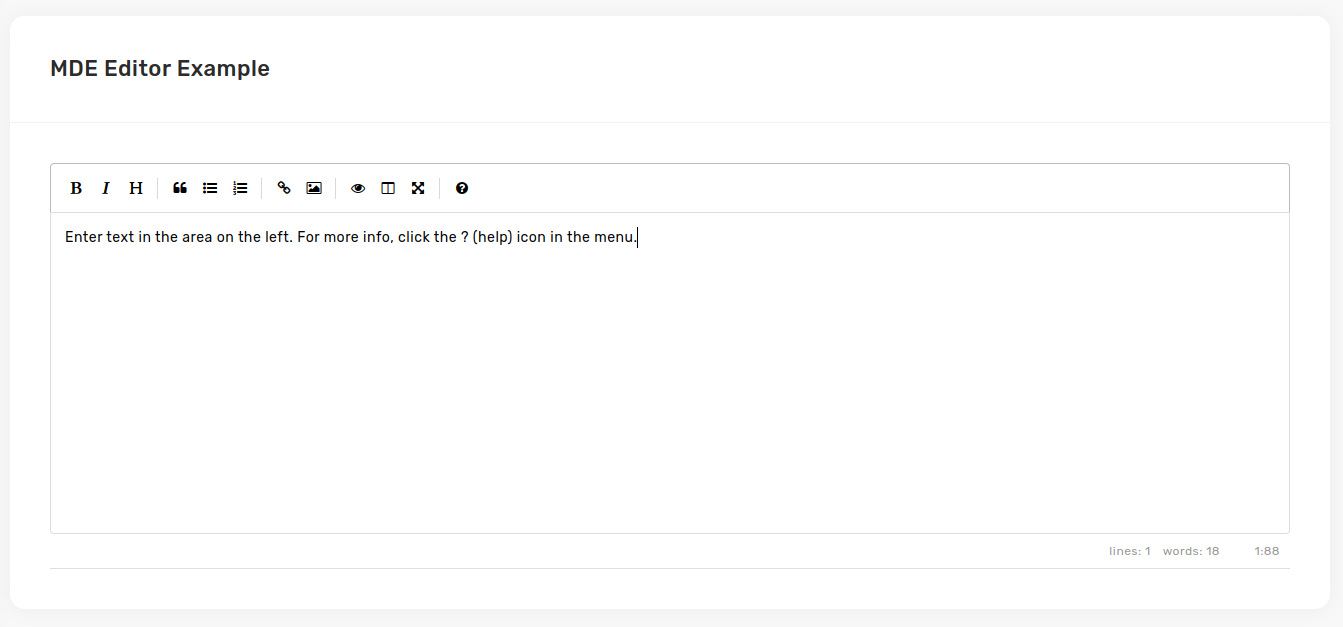 MDE Editor Example
B I H
Enter text in the area on the left. For more info, click the ? (help) icon in the menu.
lines: 1 words: 18 1:88